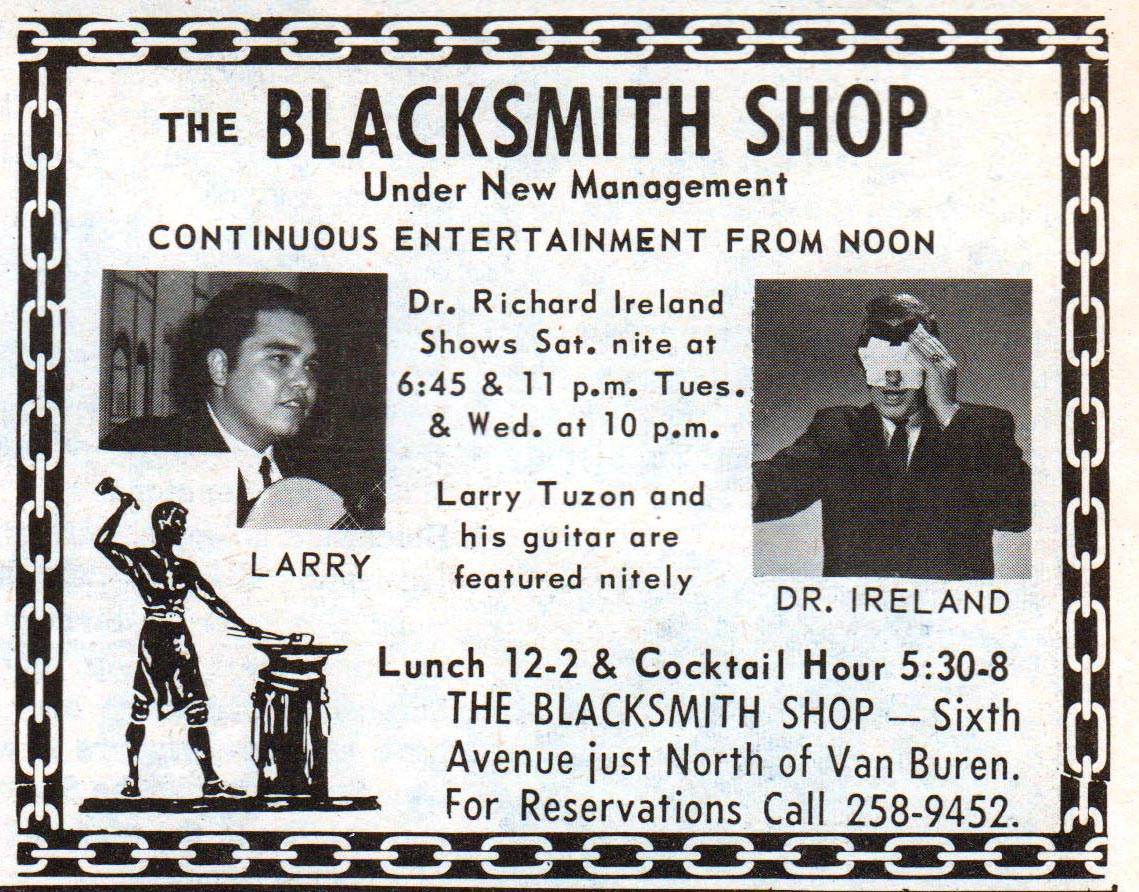 THE BLACKSMITH SHOP
Under New Management
CONTINUOUS ENTERTAINMENT FROM NOON
Dr. Richard Ireland
Shows Sat. nite at
6:45 & 11 p.m. Tues.
& Wed. at 10 p.m.
Larry Tuzon and
his guitar are
featured nitely
LARRY
DR. IRELAND
Lunch 12-2 & Cocktail Hour 5:30-8
THE BLACKSMITH SHOP — Sixth
Avenue just North of Van Buren.
For Reservations Call 258-9452.